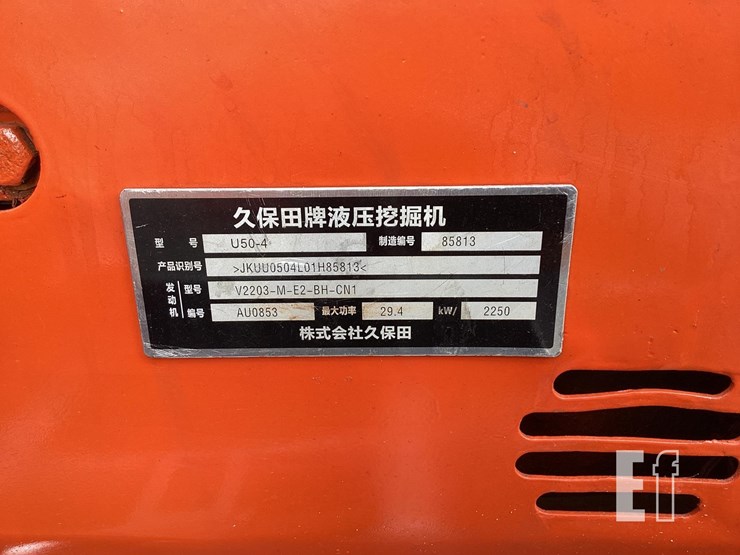 久保田牌液压挖掘机
型 号 U50-4 制造编号 85813
产品识别号 >JKUU0504L01H85813<
发动机 型号 V2203-M-E2-BH-CN1
编号 AU0853 最大功率 29.4 kW/ 2250
株式会社久保田
Ef